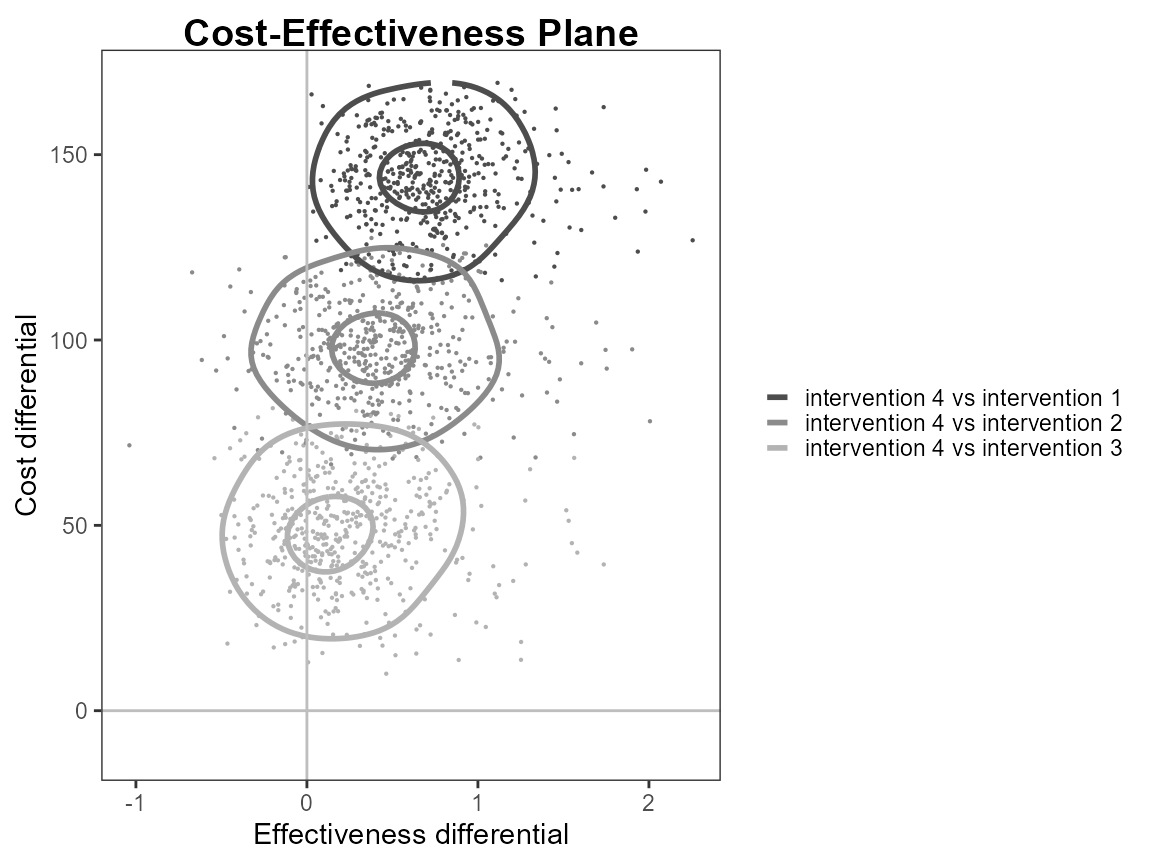 Cost-Effectiveness Plane
Cost differential
150
100
50
0
-1
0
1
2
Effectiveness differential
intervention 4 vs intervention 1
intervention 4 vs intervention 2
intervention 4 vs intervention 3